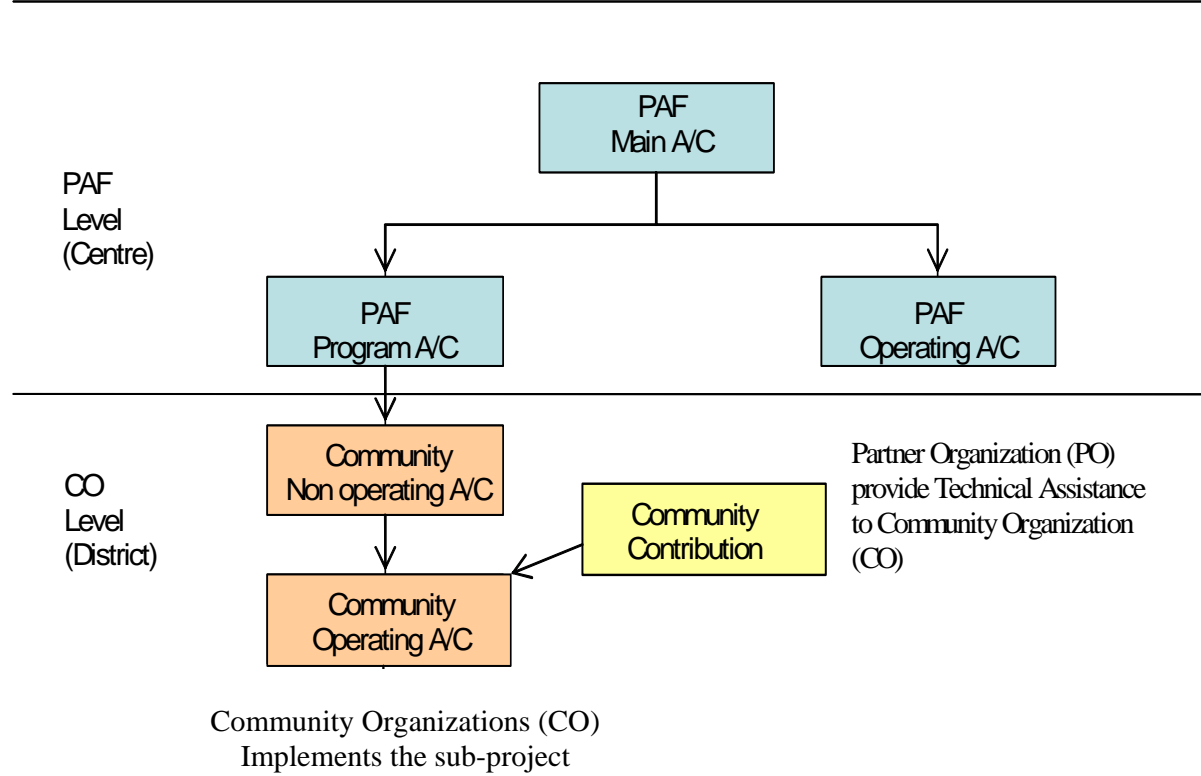 PAF
Main A/C
PAF
Level
(Centre)
PAF
Program A/C
PAF
Operating A/C
CO
Level
(District)
Community
Non operating A/C
Community
Contribution
Partner Organization (PO)
provide Technical Assistance
to Community Organization
(CO)
Community
Operating A/C
Community Organizations (CO)
Implements the sub-project